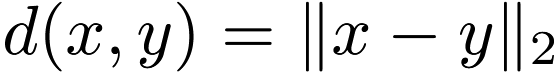 d(x, y) = ‖x − y‖₂